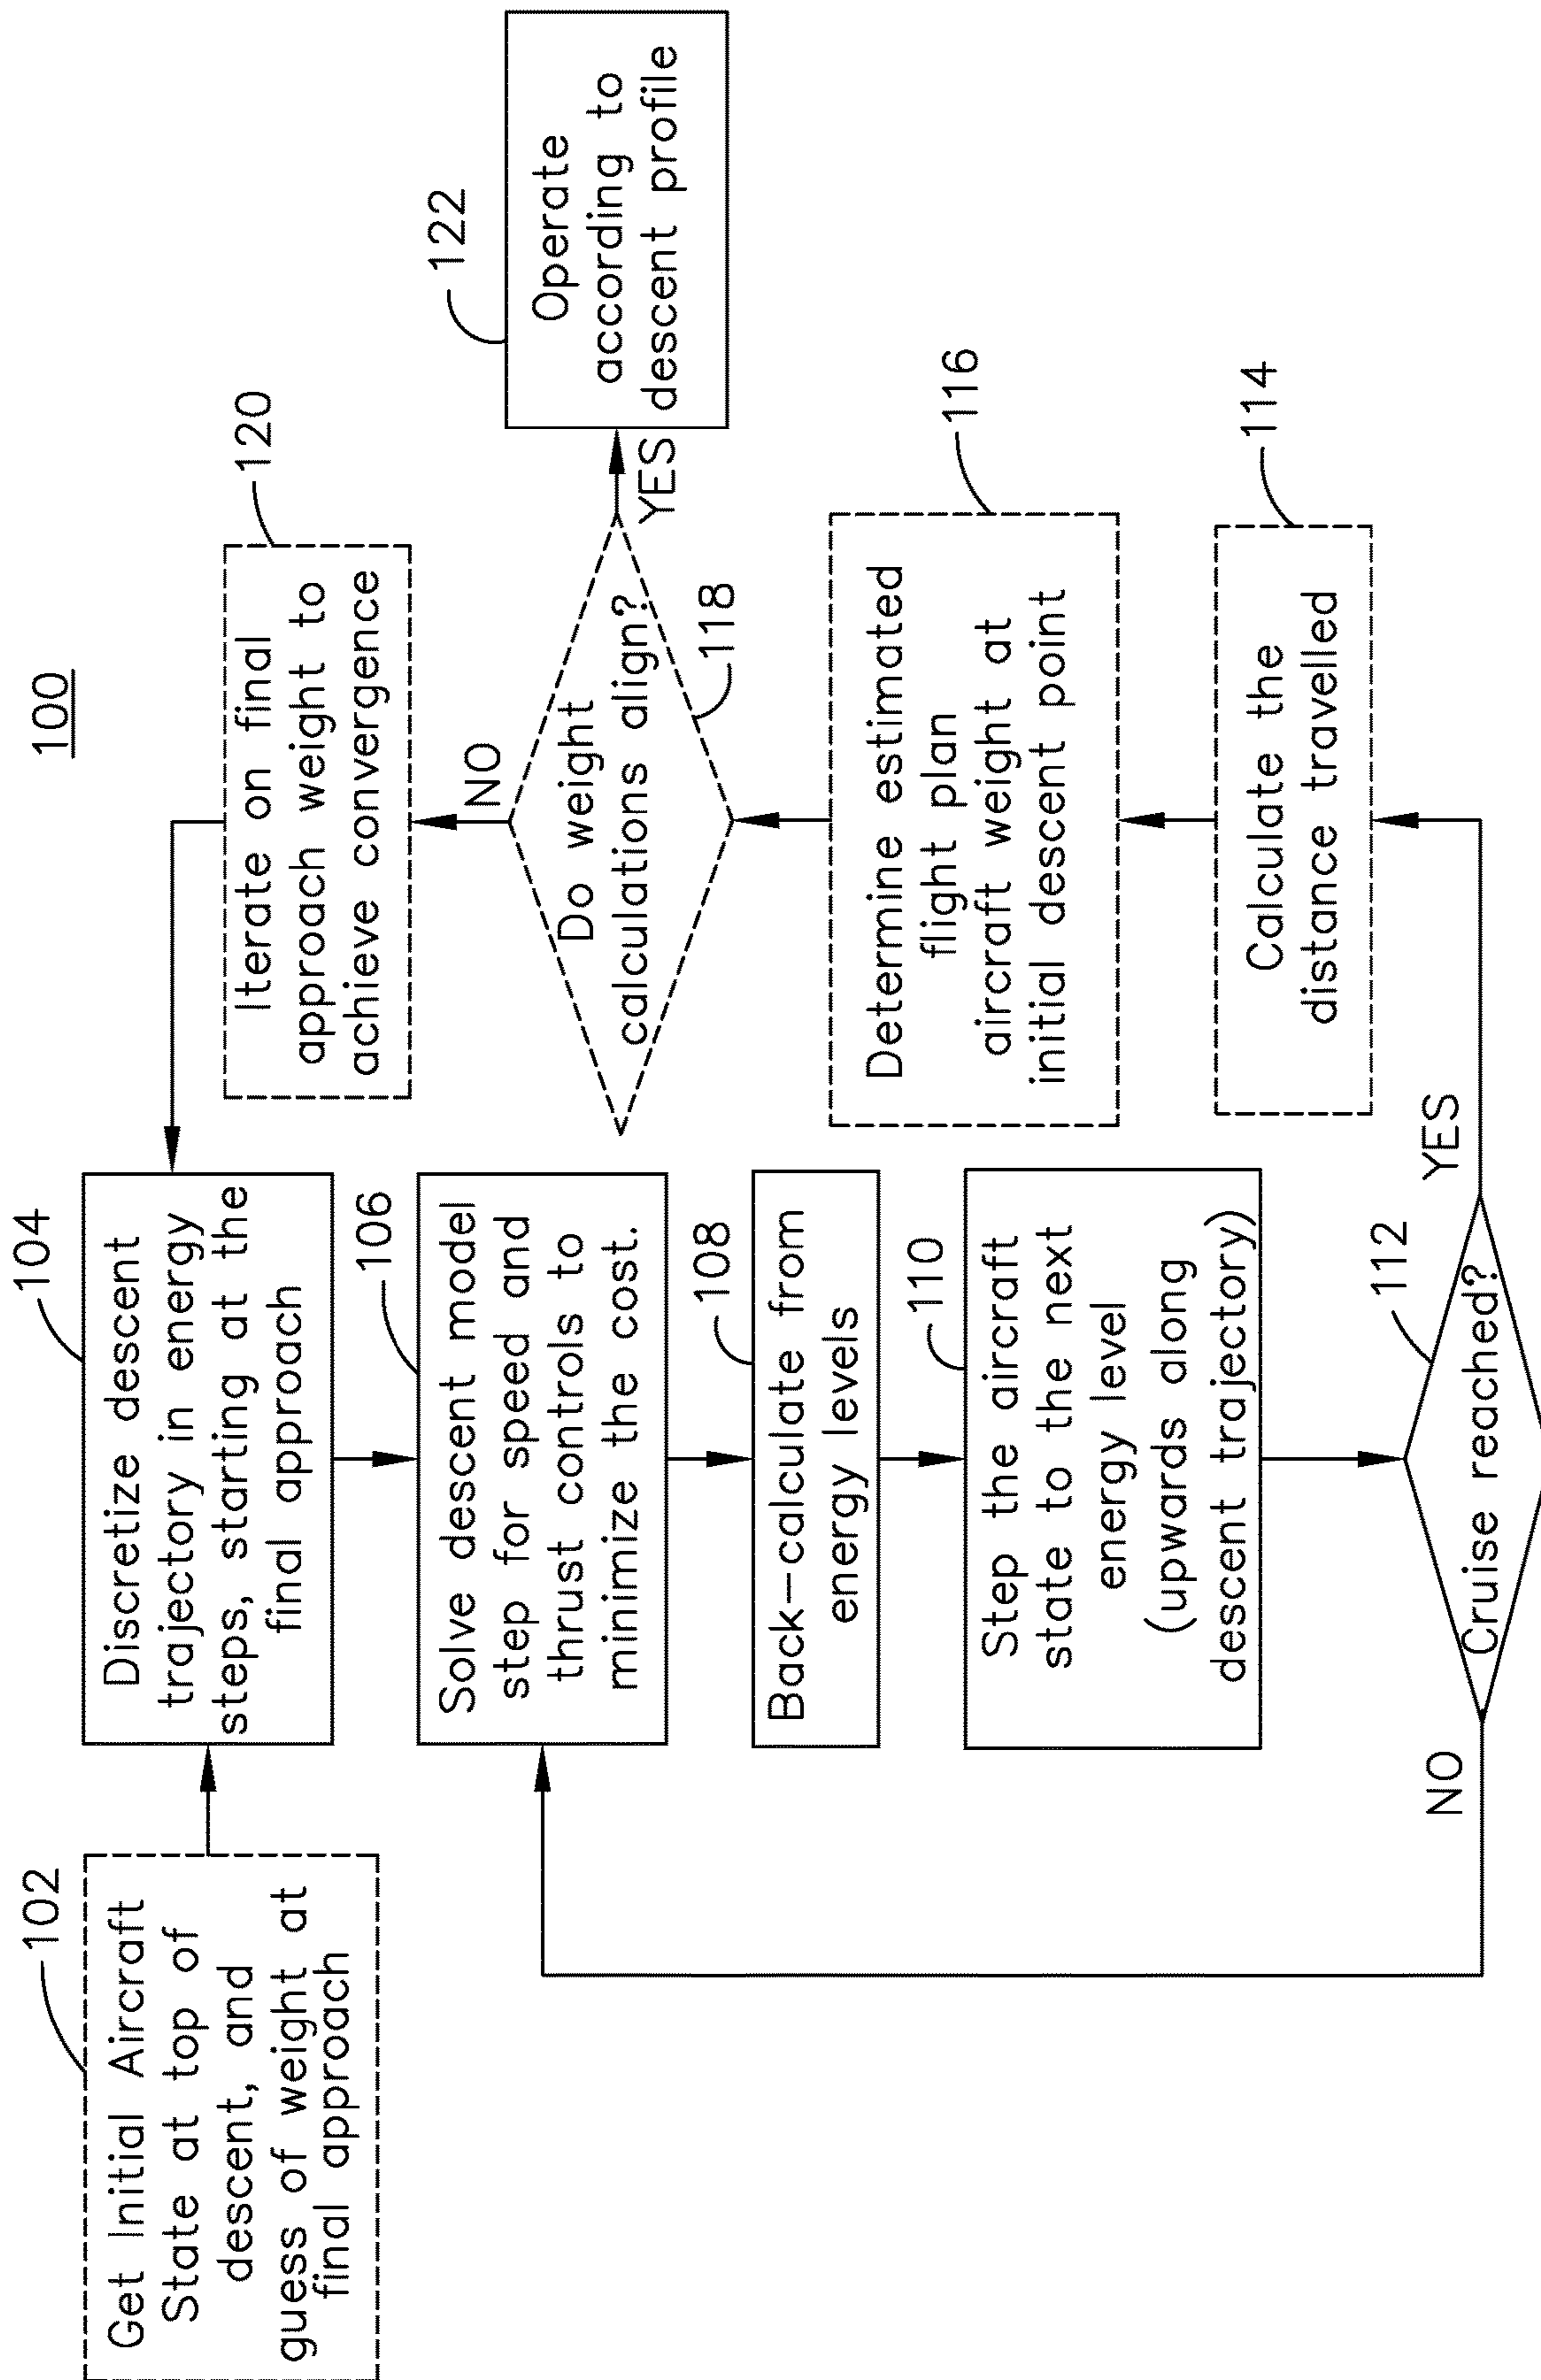 100
102
Get Initial Aircraft
State at top of
descent, and
guess of weight at
final approach
104
Discretize descent
trajectory in energy
steps, starting at the
final approach
106
Solve descent model
step for speed and
thrust controls to
minimize the cost.
108
Back-calculate from
energy levels
110
Step the aircraft
state to the next
energy level
(upwards along
descent trajectory)
112
Cruise reached?
NO
YES
114
Calculate the
distance travelled
116
Determine estimated
flight plan
aircraft weight at
initial descent point
118
Do weight
calculations align?
NO
YES
120
Iterate on final
approach weight to
achieve convergence
122
Operate
according to
descent profile